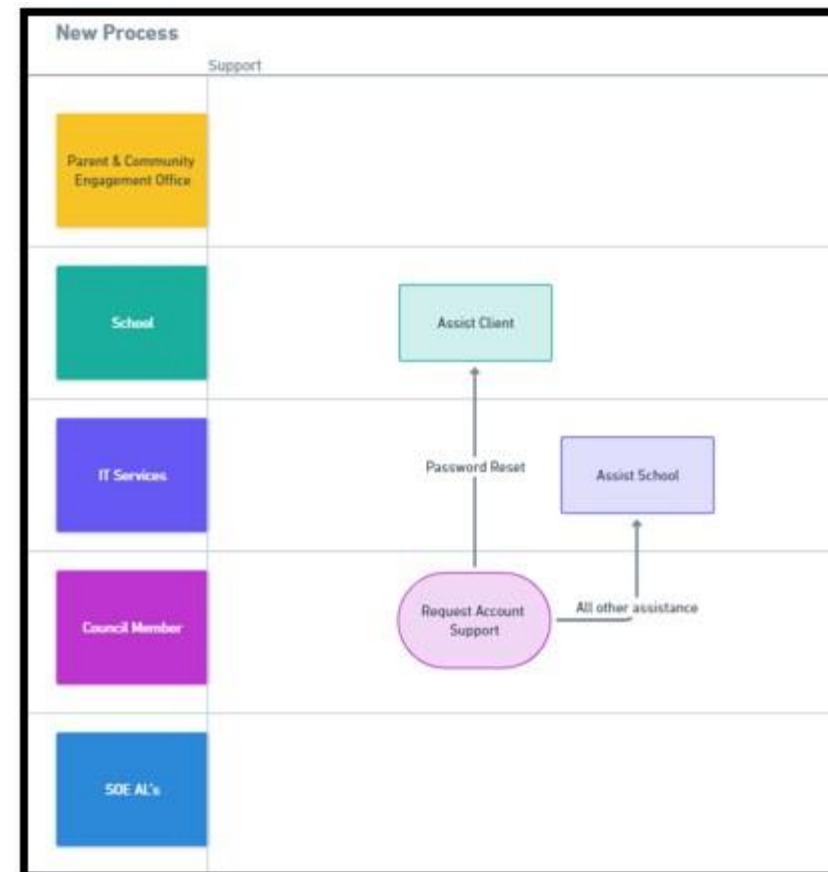 New Process
Support
Parent & Community
Engagement Office
School
Assist Client
IT Services
Password Reset
Assist School
Council Member
Request Account
Support
All other assistance
SOE AL's